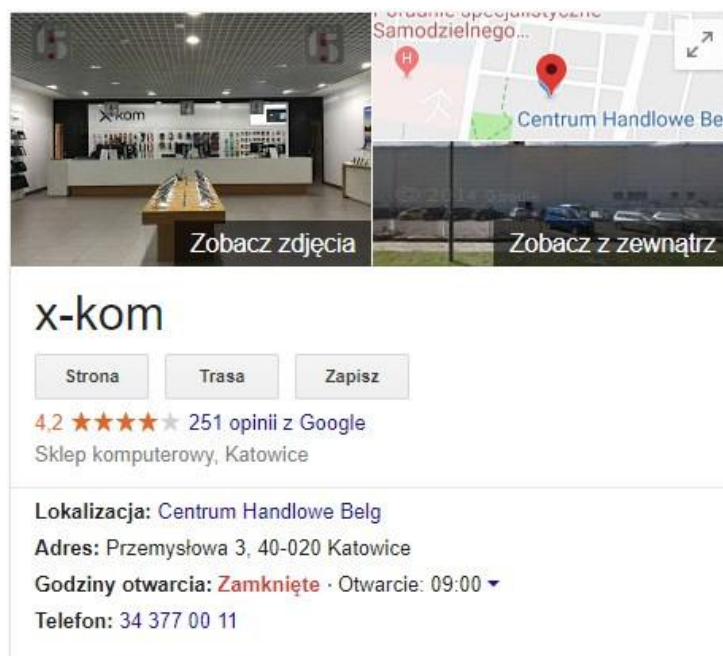 Samodzielnego...
H
Centrum Handlowe Be
x-kom
Zobacz zdjęcia
Zobacz z zewnątrz
x-kom
Strona
Trasa
Zapisz
4,2 251 opinii z Google
Sklep komputerowy, Katowice
Lokalizacja: Centrum Handlowe Belg
Adres: Przemysłowa 3, 40-020 Katowice
Godziny otwarcia: Zamknięte · Otwarcie: 09:00
Telefon: 34 377 00 11